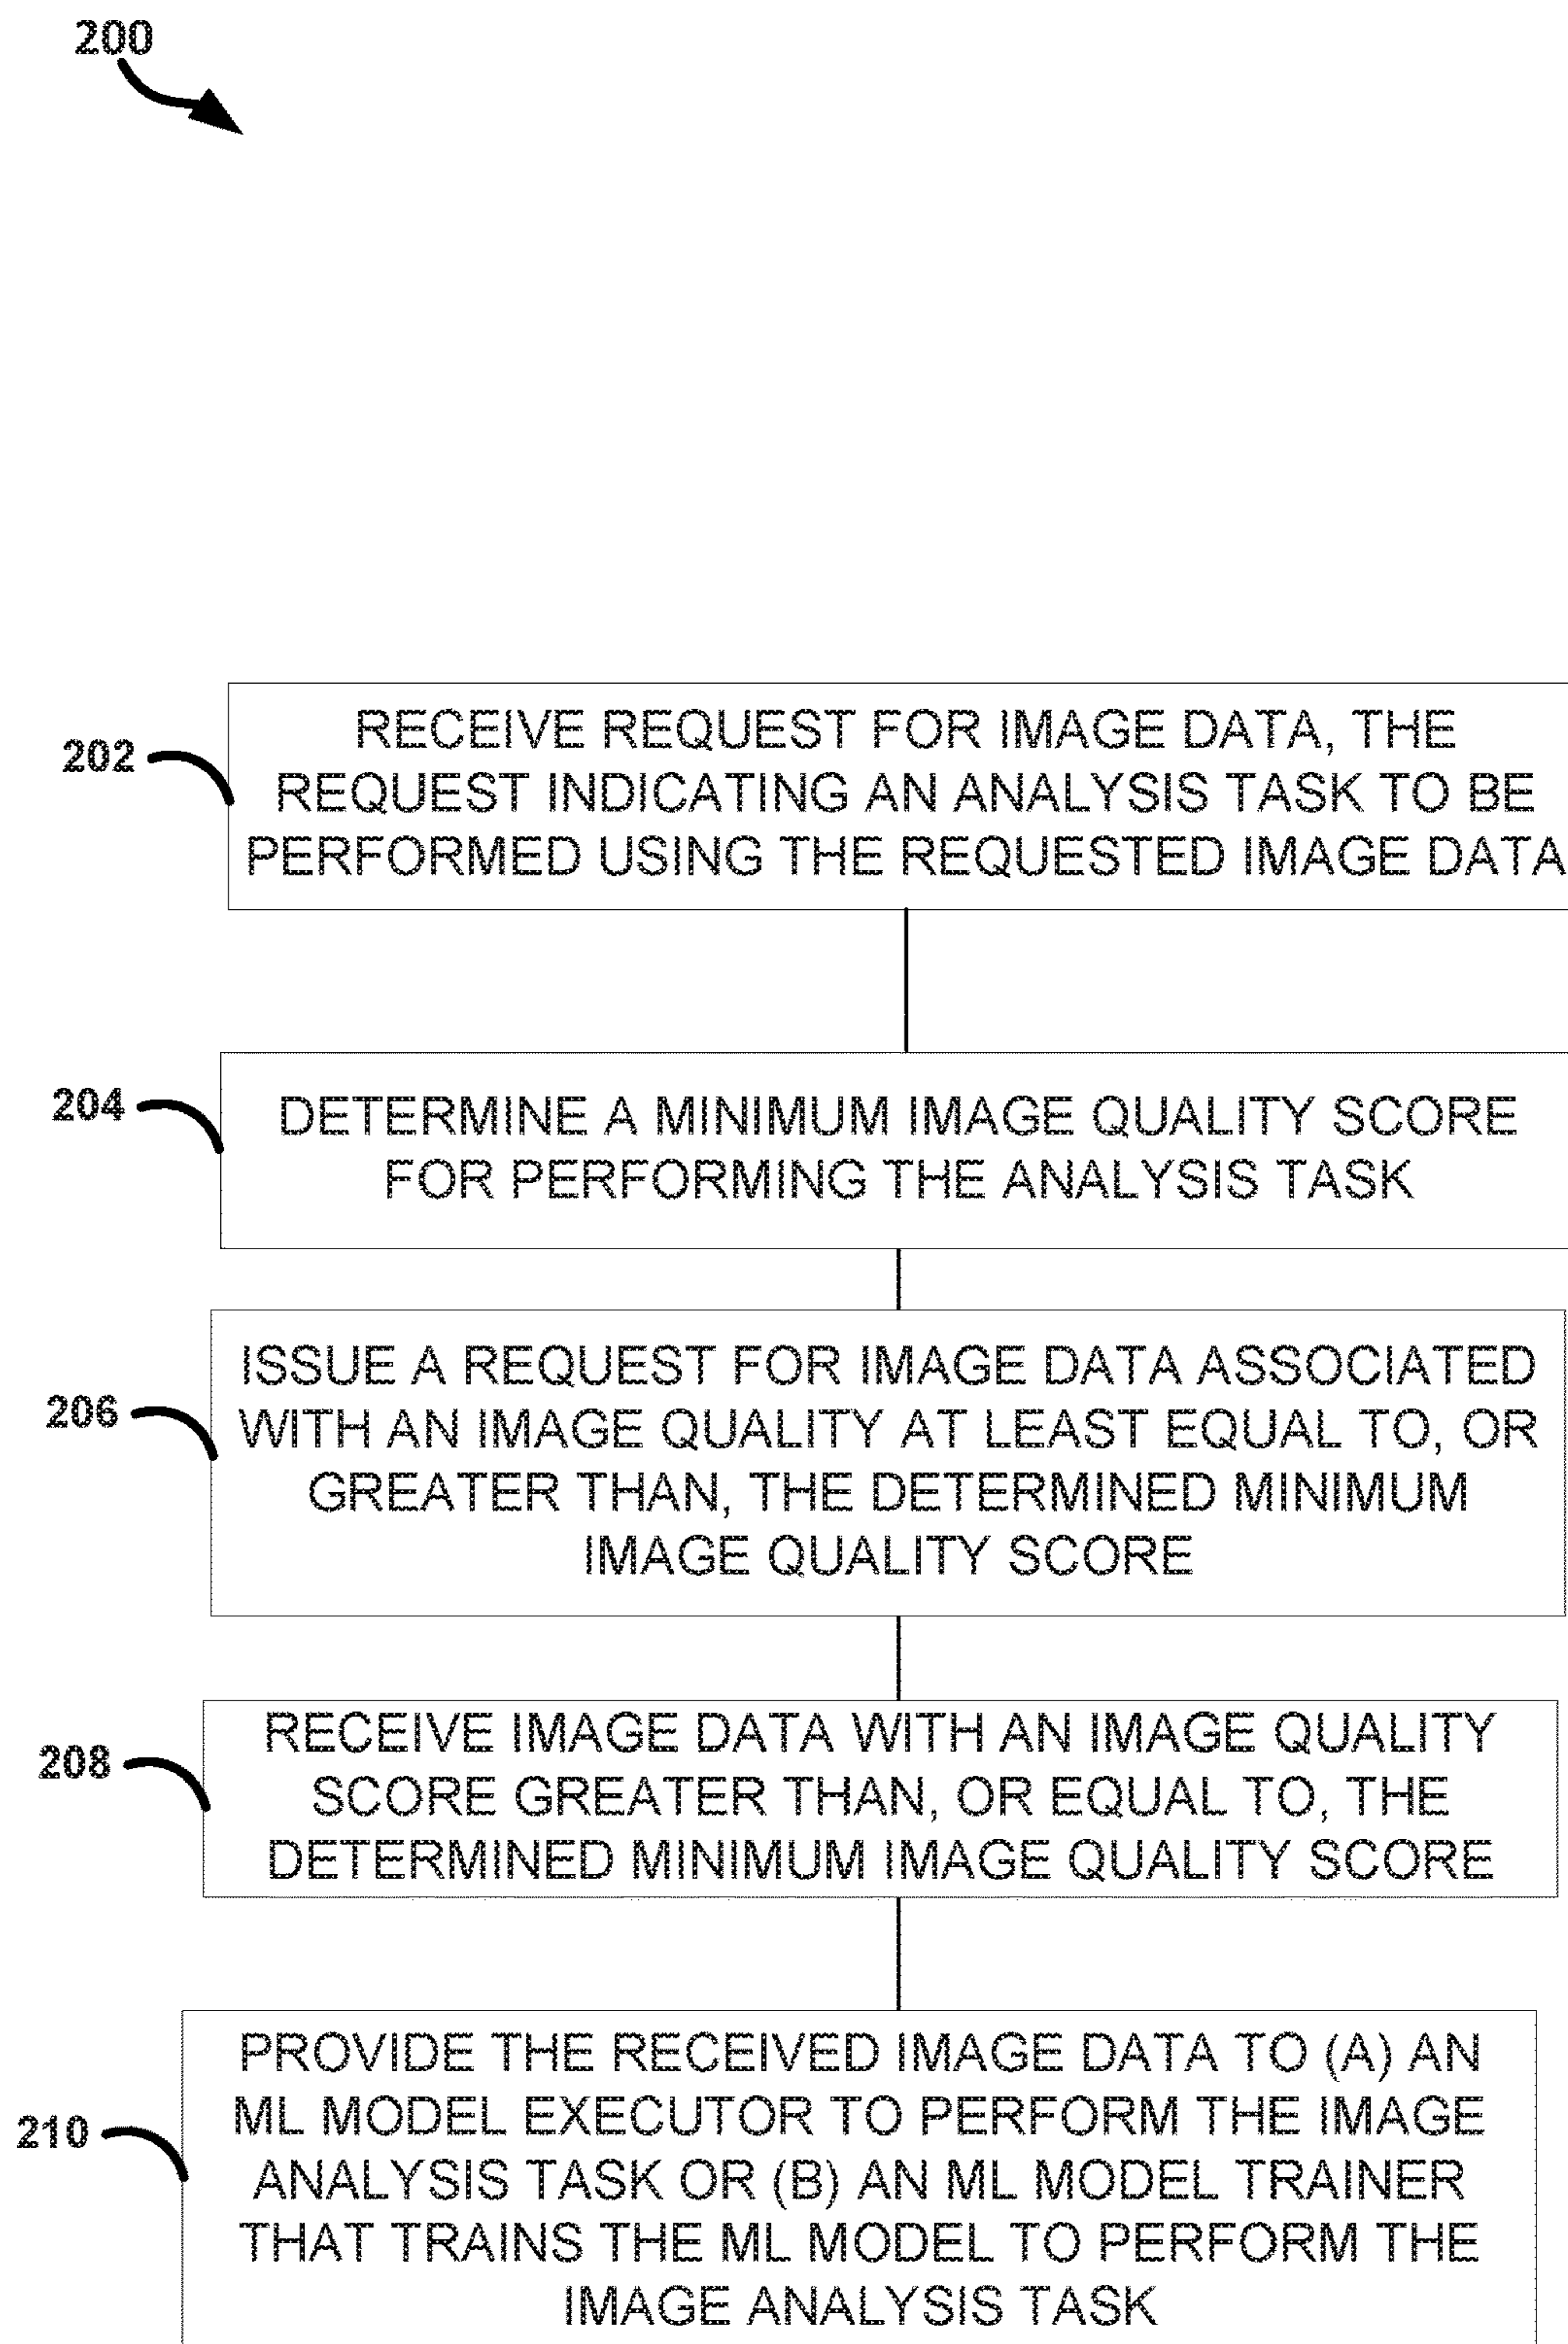 200
202
RECEIVE REQUEST FOR IMAGE DATA, THE
REQUEST INDICATING AN ANALYSIS TASK TO BE
PERFORMED USING THE REQUESTED IMAGE DATA
204
DETERMINE A MINIMUM IMAGE QUALITY SCORE
FOR PERFORMING THE ANALYSIS TASK
206
ISSUE A REQUEST FOR IMAGE DATA ASSOCIATED
WITH AN IMAGE QUALITY AT LEAST EQUAL TO, OR
GREATER THAN, THE DETERMINED MINIMUM
IMAGE QUALITY SCORE
208
RECEIVE IMAGE DATA WITH AN IMAGE QUALITY
SCORE GREATER THAN, OR EQUAL TO, THE
DETERMINED MINIMUM IMAGE QUALITY SCORE
210
PROVIDE THE RECEIVED IMAGE DATA TO (A) AN
ML MODEL EXECUTOR TO PERFORM THE IMAGE
ANALYSIS TASK OR (B) AN ML MODEL TRAINER
THAT TRAINS THE ML MODEL TO PERFORM THE
IMAGE ANALYSIS TASK